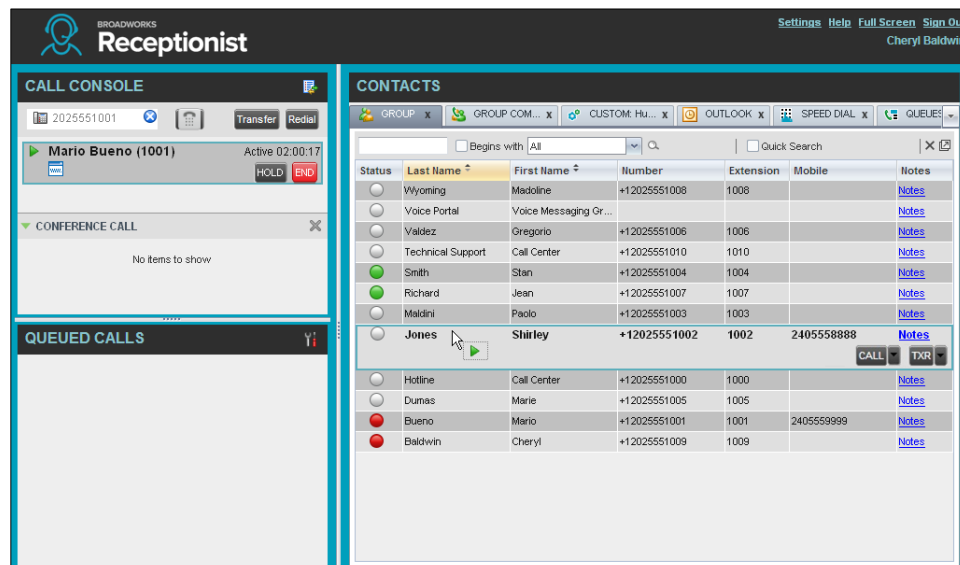 BROADWORKS
Receptionist
Settings Help Full Screen Sign Ou
Cheryl Baldwi
CALL CONSOLE
2025551001 Transfer Redial
Mario Bueno (1001) Active 02:00:17
HOLD END
CONFERENCE CALL
No items to show
QUEUED CALLS
CONTACTS
GROUP x GROUP COM... x CUSTOM: Hu... x OUTLOOK x SPEED DIAL x QUEUES
Begins with All Quick Search
Status Last Name First Name Number Extension Mobile Notes
Wyoming Madoline +12025551008 1008 Notes
Voice Portal Voice Messaging Gr... Notes
Valdez Gregorio +12025551006 1006 Notes
Technical Support Call Center +12025551010 1010 Notes
Smith Stan +12025551004 1004 Notes
Richard Jean +12025551007 1007 Notes
Maldini Paolo +12025551003 1003 Notes
Jones Shirley +12025551002 1002 2405558888 Notes
CALL TXR
Hotline Call Center +12025551000 1000 Notes
Dumas Marie +12025551005 1005 Notes
Bueno Mario +12025551001 1001 2405559999 Notes
Baldwin Cheryl +12025551009 1009 Notes